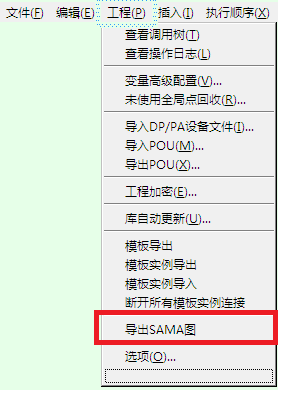 文件(F) 编辑(E) 工程(P) 插入(I) 执行顺序(X)
查看调用树(T)
查看操作日志(L)
变量高级配置(V)...
未使用全局点回收(R)...
导入DP/PA设备文件(I)...
导入POU(M)...
导出POU(X)...
工程加密(E)...
库自动更新(U)...
模板导出
模板实例导出
模板实例导入
断开所有模板实例连接
导出SAMA图
选项(O)...